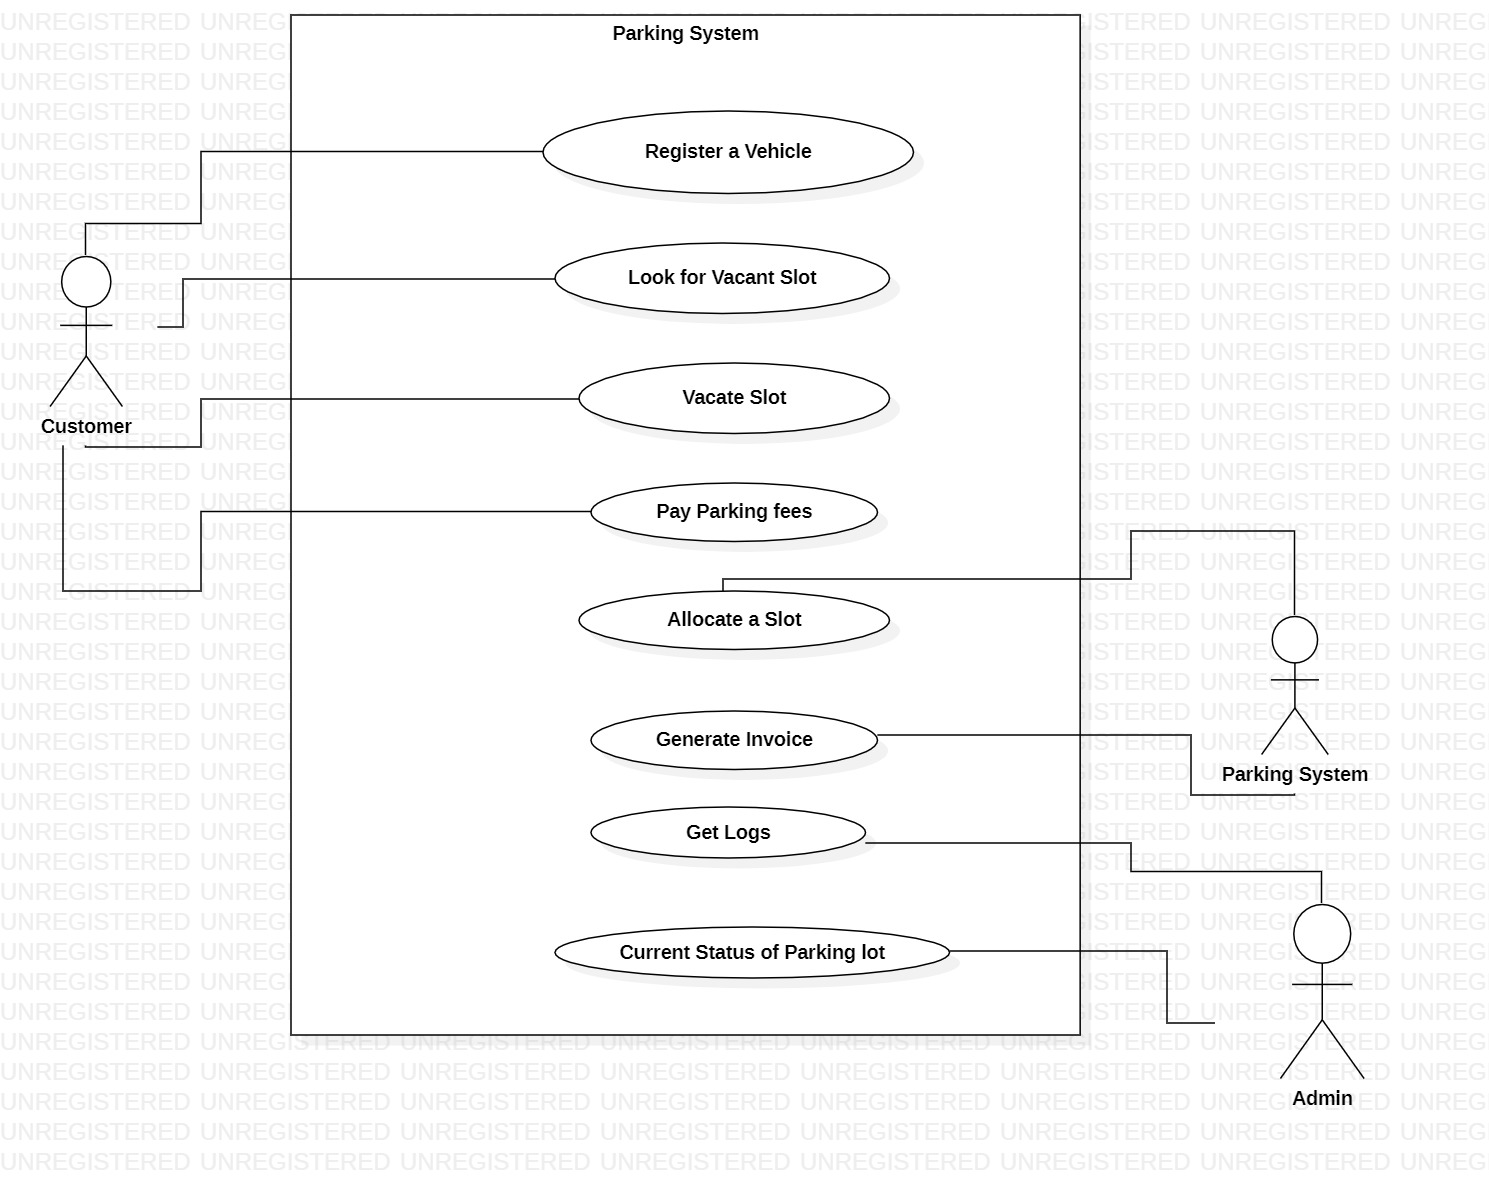 Parking System
Register a Vehicle
Look for Vacant Slot
Vacate Slot
Customer
Pay Parking fees
Allocate a Slot
Generate Invoice
Parking System
Get Logs
Current Status of Parking lot
Admin
UNREGISTERED UNREGISTERED UNREGISTERED UNREGISTERED UNREGISTERED UNREGISTERED UNREGISTERED UNREG